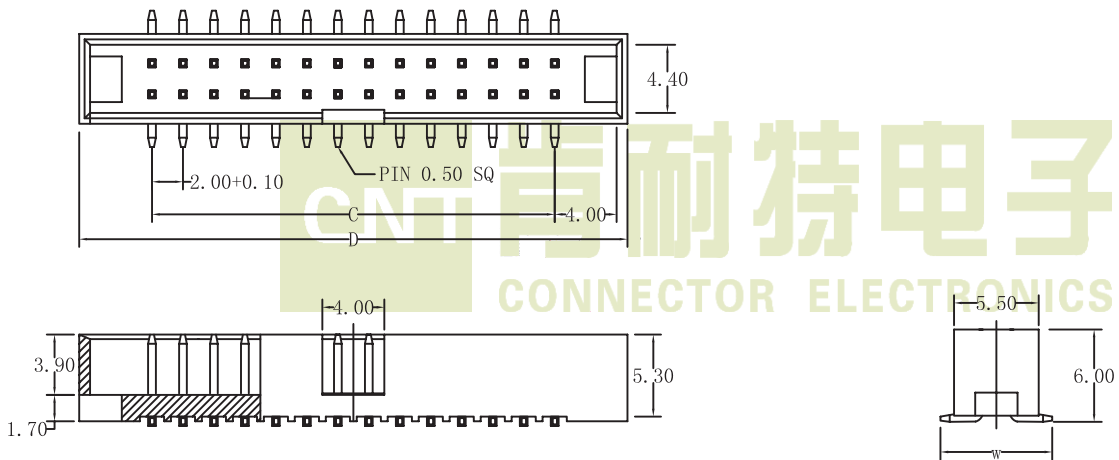 4.40
PIN 0.50 SQ
2.00+0.10
C
4.00
D
CNT
肯耐特电子
CONNECTOR ELECTRONICS
4.00
5.50
3.90
5.30
6.00
1.70
w